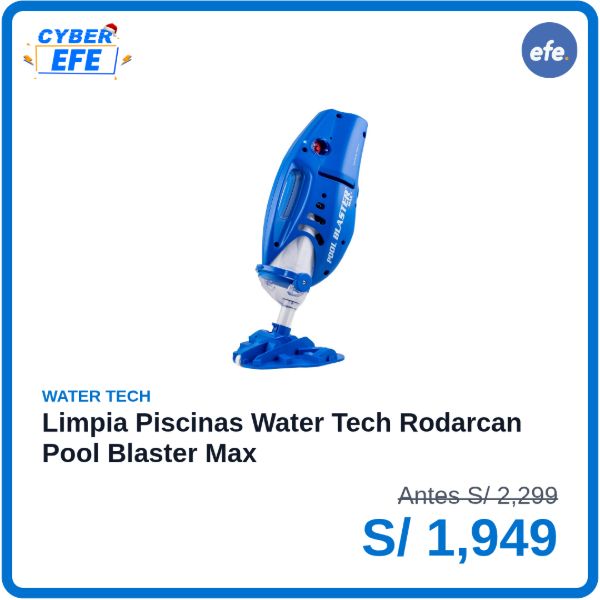 CYBER
EFE
efe.
POOL BLASTER
WATER TECH
Limpia Piscinas Water Tech Rodarcan
Pool Blaster Max
Antes S/ 2,299
S/ 1,949